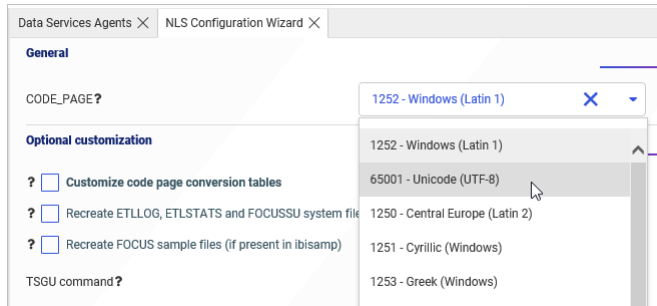 Data Services Agents
NLS Configuration Wizard
General
CODE_PAGE?
1252 - Windows (Latin 1)
Optional customization
1252 - Windows (Latin 1)
65001 - Unicode (UTF-8)
1250 - Central Europe (Latin 2)
1251 - Cyrillic (Windows)
1253 - Greek (Windows)
? Customize code page conversion tables
? Recreate ETLLOG, ETLSTATS and FOCUSSU system file
? Recreate FOCUS sample files (if present in ibisamp)
TSGU command?